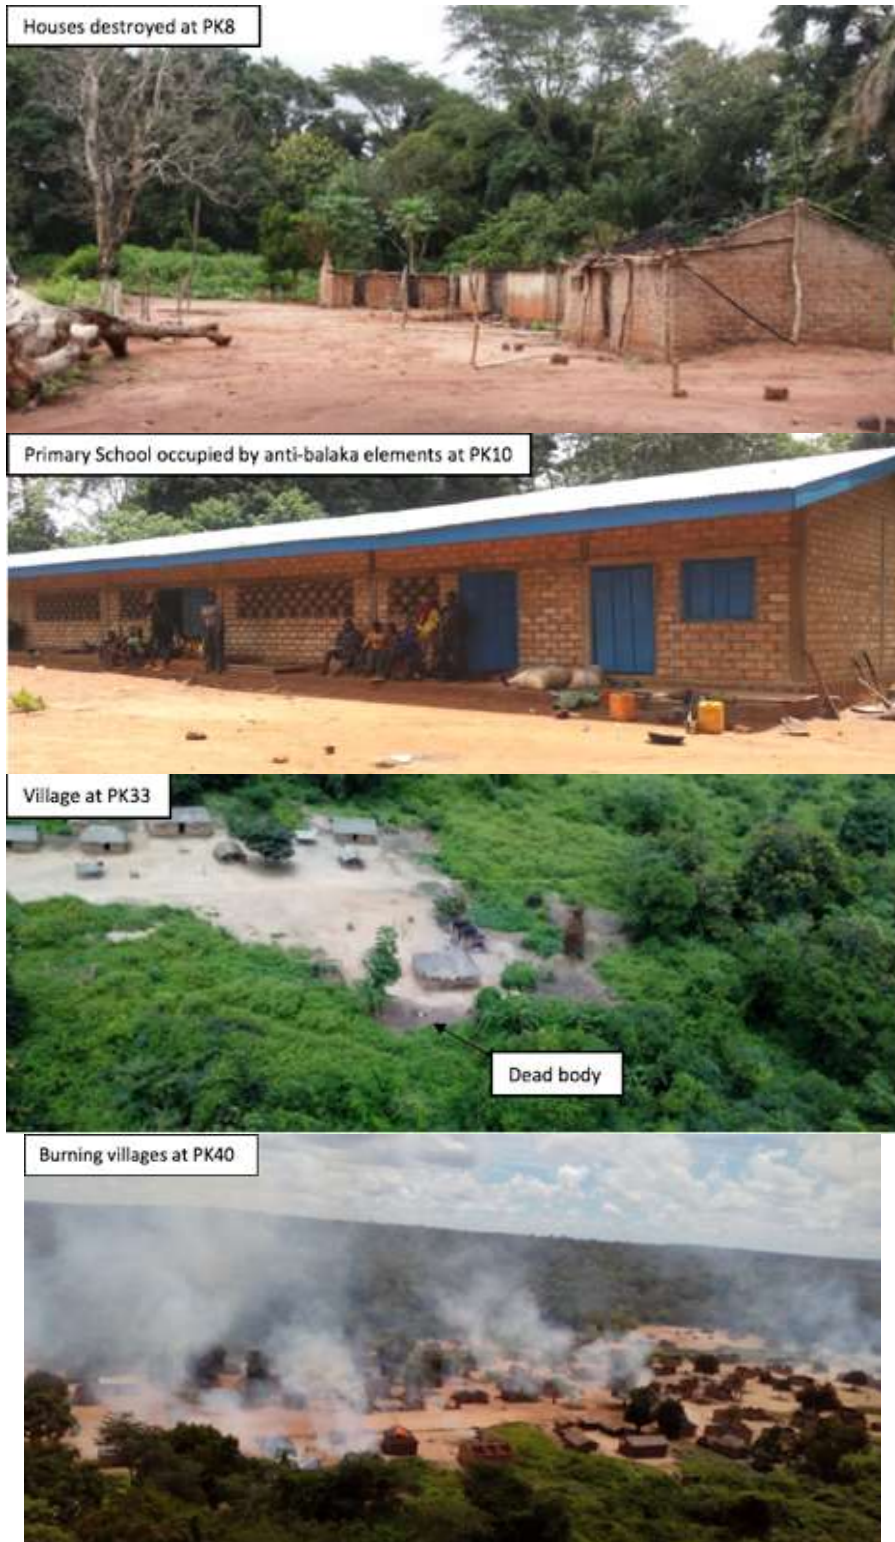 Houses destroyed at PK8
Primary School occupied by anti-balaka elements at PK10
Village at PK33
Dead body
Burning villages at PK40